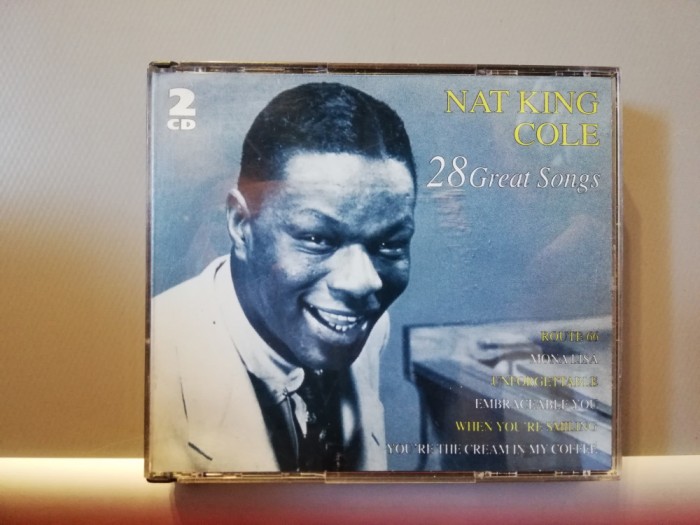 2
CD
NAT KING
COLE
28 Great Songs
ROUTE 66
MONA LISA
UNFORGETTABLE
EMBRACEABLE YOU
WHEN YOU'RE SMILING
YOU'RE THE CREAM IN MY COFFEE